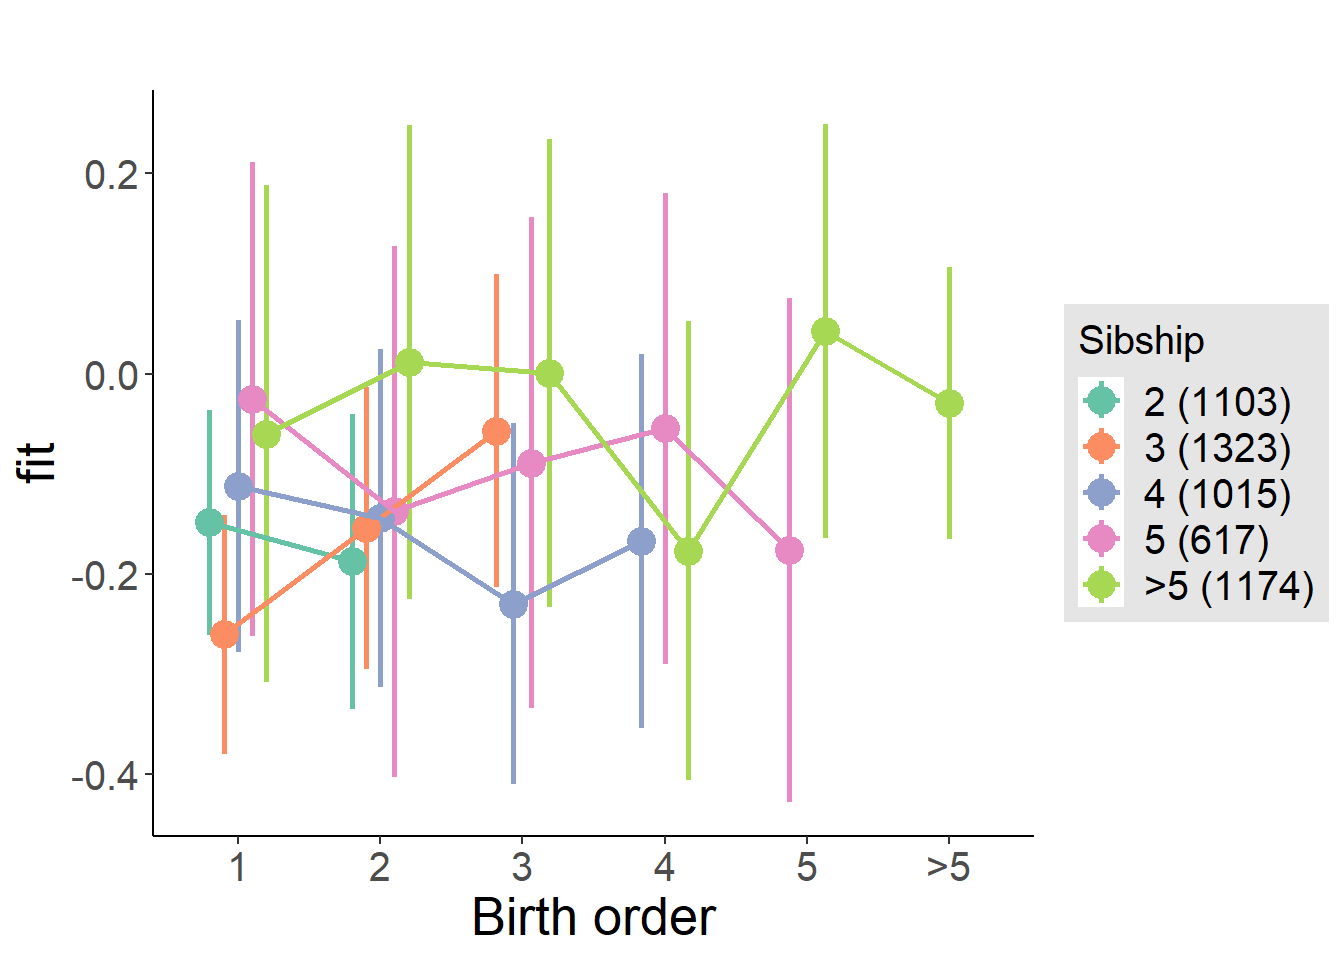 fit
0.2
0.0
-0.2
-0.4
1 2 3 4 5 >5
Birth order
Sibship
2 (1103)
3 (1323)
4 (1015)
5 (617)
>5 (1174)